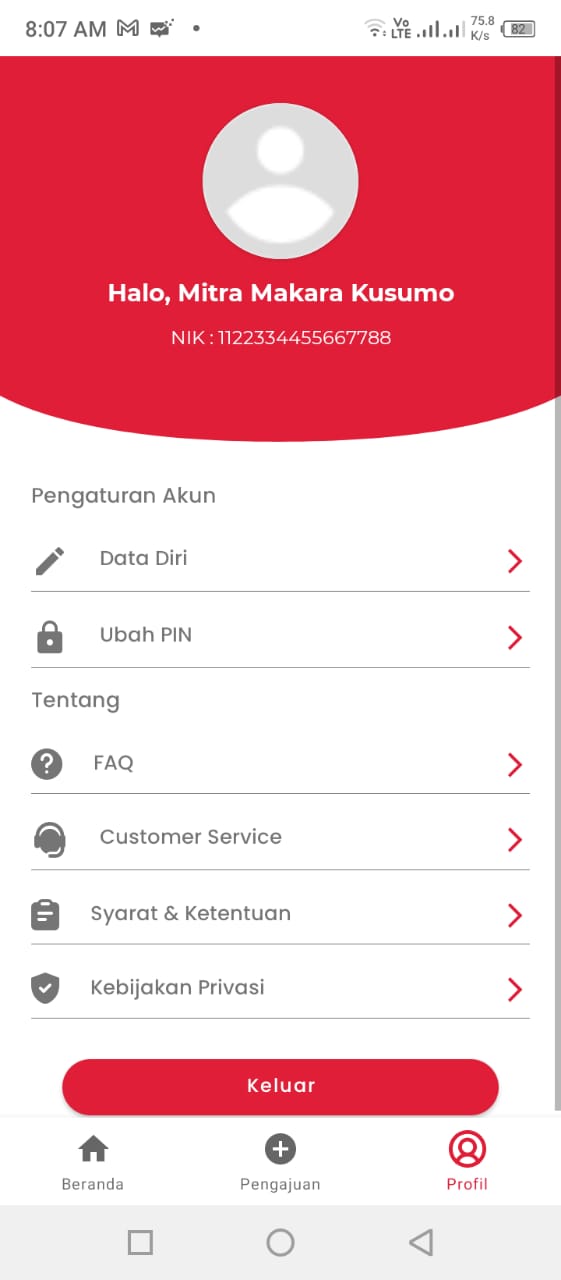 8:07 AM
Vo LTE
75.8 K/s
82
Halo, Mitra Makara Kusumo
NIK : 1122334455667788
Pengaturan Akun
Data Diri
Ubah PIN
Tentang
FAQ
Customer Service
Syarat & Ketentuan
Kebijakan Privasi
Keluar
Beranda
Pengajuan
Profil